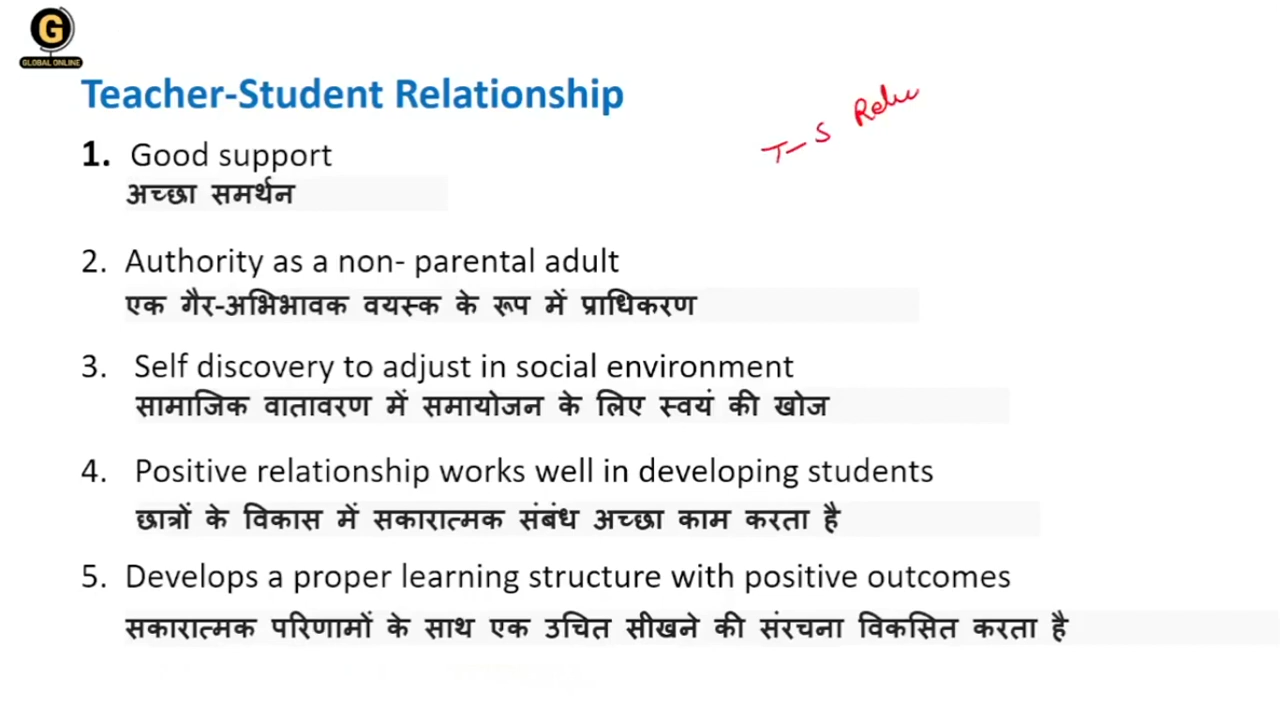 G
GLOBAL ONLINE
Teacher-Student Relationship
T-S
1. Good support
अच्छा समर्थन
2. Authority as a non- parental adult
एक गैर-अभिभावक वयस्क के रूप में प्राधिकरण
3. Self discovery to adjust in social environment
सामाजिक वातावरण में समायोजन के लिए स्वयं की खोज
4. Positive relationship works well in developing students
छात्रों के विकास में सकारात्मक संबंध अच्छा काम करता है
5. Develops a proper learning structure with positive outcomes
सकारात्मक परिणामों के साथ एक उचित सीखने की संरचना विकसित करता है